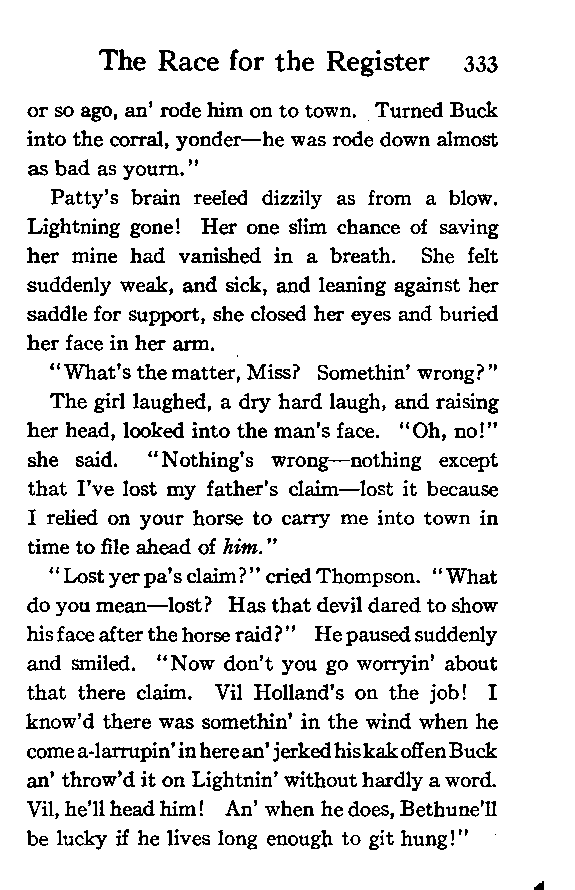 The Race for the Register 333
or so ago, an' rode him on to town. Turned Buck
into the corral, yonder—he was rode down almost
as bad as yourn."
Patty's brain reeled dizzily as from a blow.
Lightning gone! Her one slim chance of saving
her mine had vanished in a breath. She felt
suddenly weak, and sick, and leaning against her
saddle for support, she closed her eyes and buried
her face in her arm.
"What's the matter, Miss? Somethin' wrong?"
The girl laughed, a dry hard laugh, and raising
her head, looked into the man's face. "Oh, no!"
she said. "Nothing's wrong—nothing except
that I've lost my father's claim—lost it because
I relied on your horse to carry me into town in
time to file ahead of him."
"Lost yer pa's claim?" cried Thompson. "What
do you mean—lost? Has that devil dared to show
his face after the horse raid?" He paused suddenly
and smiled. "Now don't you go worryin' about
that there claim. Vil Holland's on the job! I
know'd there was somethin' in the wind when he
come a-larrupin' in here an' jerked his kak offen Buck
an' throw'd it on Lightnin' without hardly a word.
Vil, he'll head him! An' when he does, Bethune'll
be lucky if he lives long enough to git hung!"